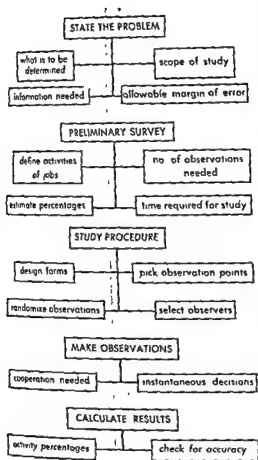 STATE THE PROBLEM
what is to be
determined
scope of study
information needed
allowable margin of error
PRELIMINARY SURVEY
define activities
of jobs
no of observations
needed
estimate percentages
time required for study
STUDY PROCEDURE
design forms
pick observation points
randomize observations
select observers
MAKE OBSERVATIONS
cooperation needed
instantaneous decisions
CALCULATE RESULTS
activity percentages
check for accuracy